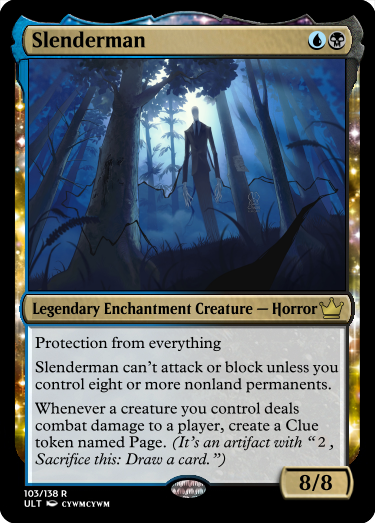 Slenderman
Legendary Enchantment Creature — Horror
Protection from everything
Slenderman can't attack or block unless you
control eight or more nonland permanents.
Whenever a creature you control deals
combat damage to a player, create a Clue
token named Page. (It's an artifact with “2 ,
Sacrifice this: Draw a card.”)
8/8
103/138 R
ULT CYWMCYWM